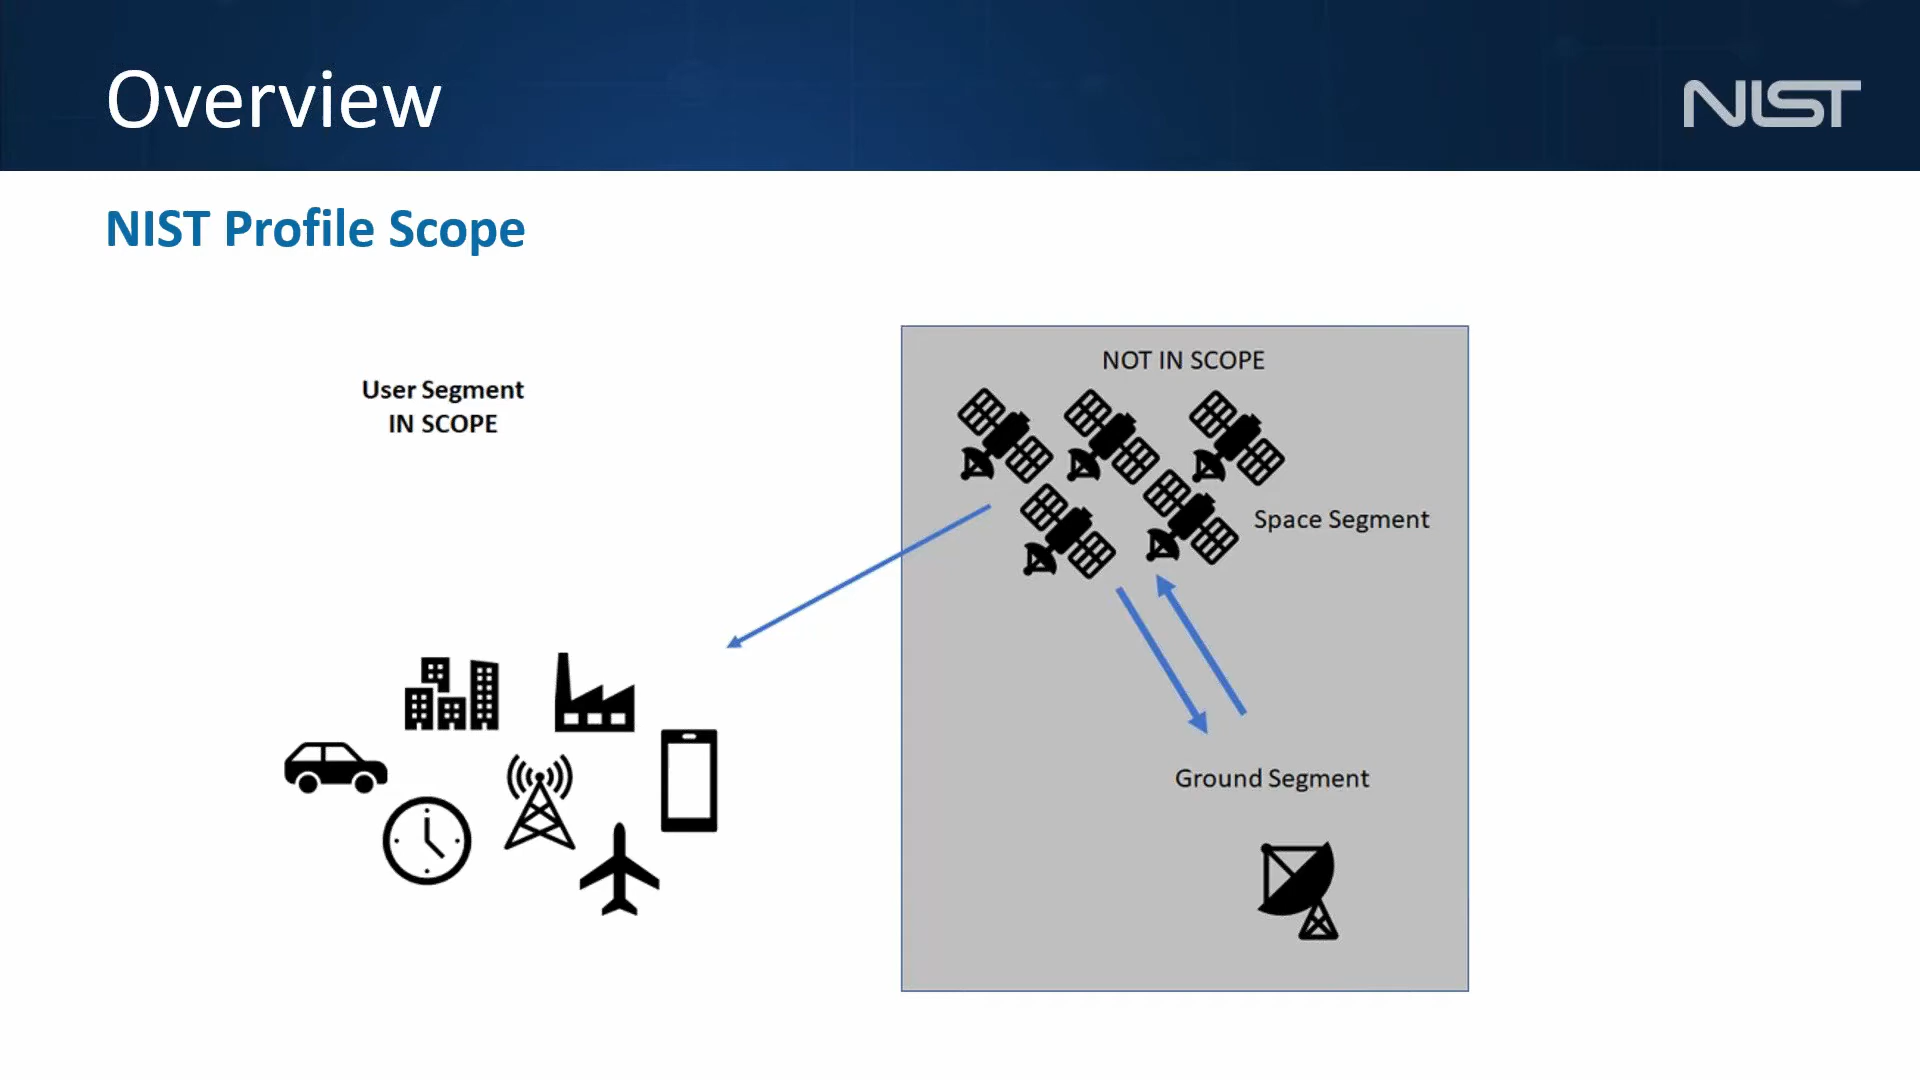 Overview
NIST
NIST Profile Scope
User Segment
IN SCOPE
NOT IN SCOPE
Space Segment
Ground Segment